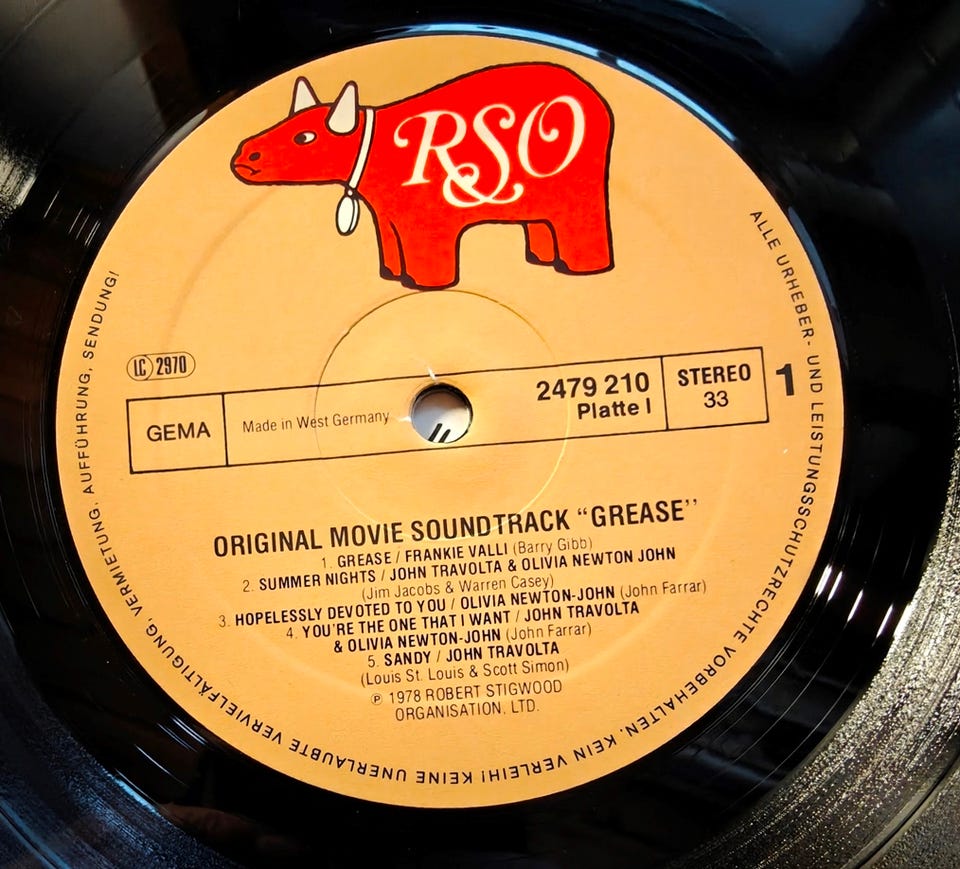 RSO
ALLE URHEBER- UND LEISTUNGSSCHUTZRECHTE VORBEHALTEN. KEIN VERLEIH! KEINE UNERLAUBTE VERVIELFÄLTIGUNG, VERMIETUNG, AUFFÜHRUNG, SENDUNG!
LC 2970
GEMA
Made in West Germany
2479 210
Platte I
STEREO
33
1
ORIGINAL MOVIE SOUNDTRACK “GREASE”
1. GREASE / FRANKIE VALLI (Barry Gibb)
2. SUMMER NIGHTS / JOHN TRAVOLTA & OLIVIA NEWTON JOHN
(Jim Jacobs & Warren Casey)
3. HOPELESSLY DEVOTED TO YOU / OLIVIA NEWTON-JOHN (John Farrar)
4. YOU'RE THE ONE THAT I WANT / JOHN TRAVOLTA
& OLIVIA NEWTON-JOHN (John Farrar)
5. SANDY / JOHN TRAVOLTA
(Louis St. Louis & Scott Simon)
℗ 1978 ROBERT STIGWOOD
ORGANISATION, LTD.